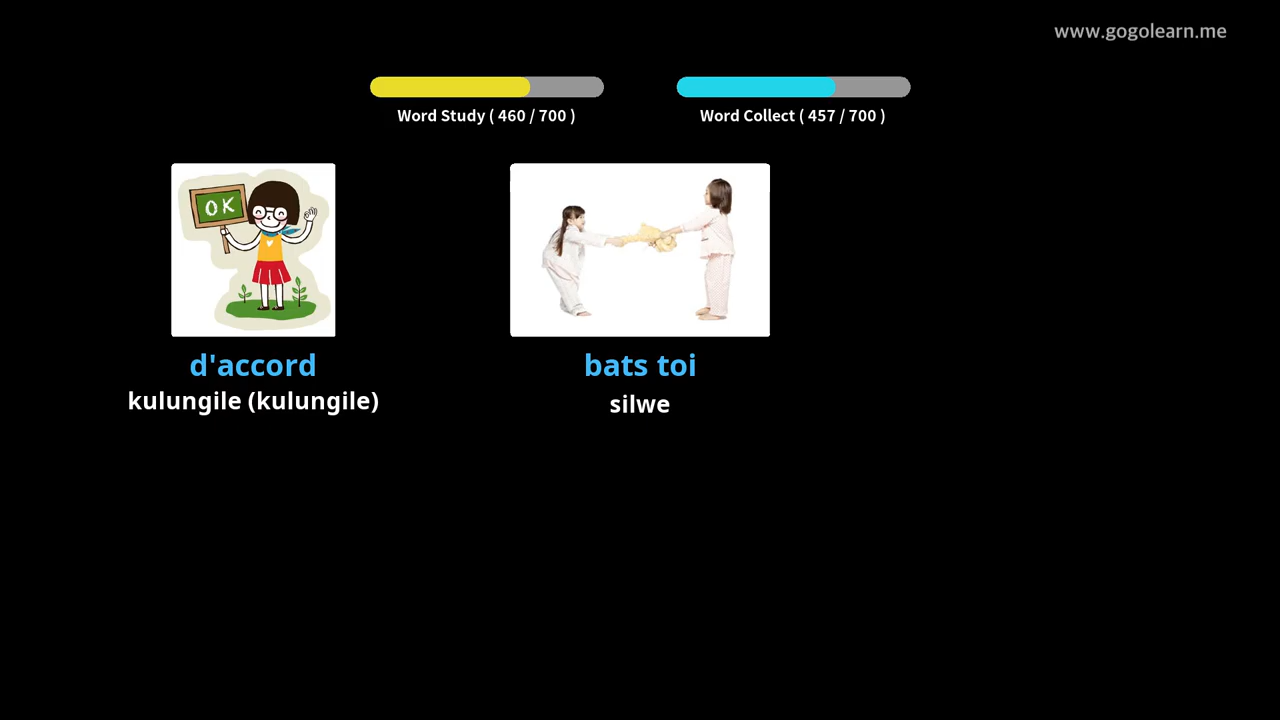 www.gogolearn.me
Word Study ( 460 / 700 )
Word Collect ( 457 / 700 )
OK
d'accord
kulungile (kulungile)
bats toi
silwe